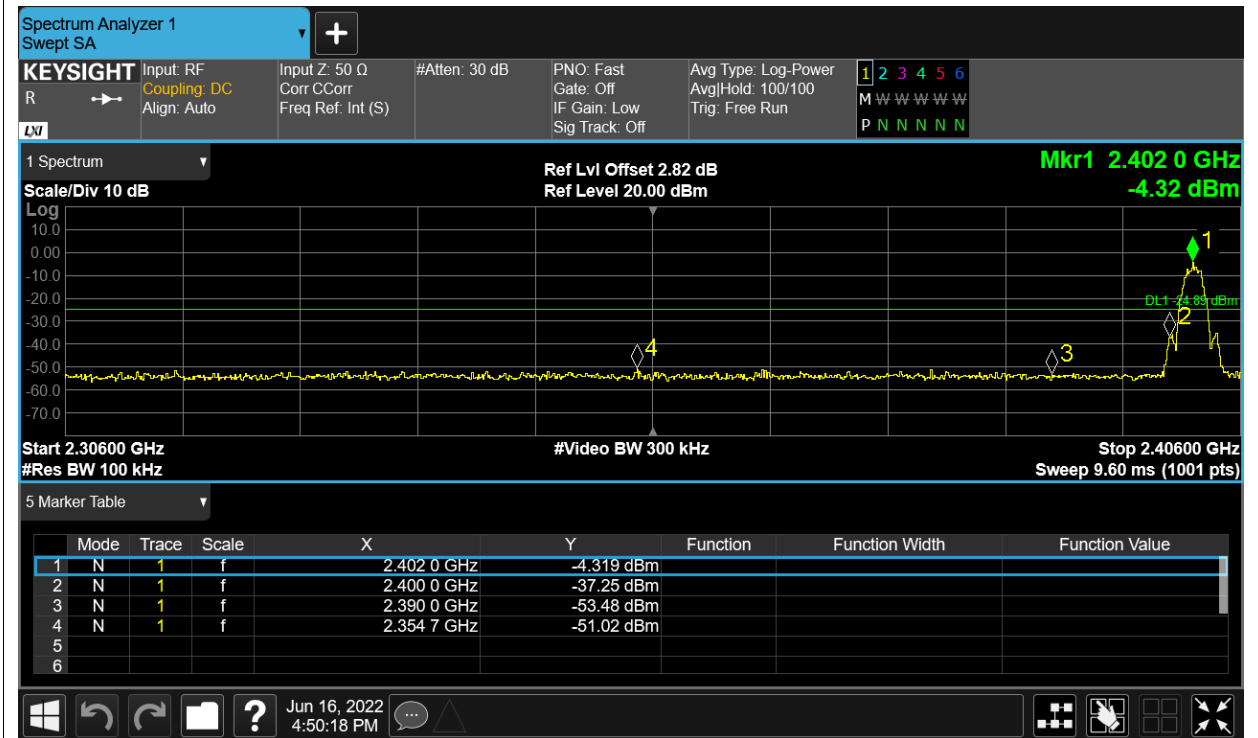 Spectrum Analyzer 1
Swept SA
+
KEYSIGHT
R
LXI
Input: RF
Coupling: DC
Align: Auto
Input Z: 50 Ω
Corr CCorr
Freq Ref: Int (S)
#Atten: 30 dB
PNO: Fast
Gate: Off
IF Gain: Low
Sig Track: Off
Avg Type: Log-Power
Avg|Hold: 100/100
Trig: Free Run
1 2 3 4 5 6
M W W W W W
P N N N N N
1 Spectrum
Scale/Div 10 dB
Ref Lvl Offset 2.82 dB
Ref Level 20.00 dBm
Mkr1 2.402 0 GHz
-4.32 dBm
Log
10.0
0.00
-10.0
-20.0
-30.0
-40.0
-50.0
-60.0
-70.0
1
DL1 -24.89 dBm
2
4
3
Start 2.30600 GHz
#Res BW 100 kHz
#Video BW 300 kHz
Stop 2.40600 GHz
Sweep 9.60 ms (1001 pts)
5 Marker Table
Mode Trace Scale X Y Function Function Width Function Value
1 N 1 f 2.402 0 GHz -4.319 dBm
2 N 1 f 2.400 0 GHz -37.25 dBm
3 N 1 f 2.390 0 GHz -53.48 dBm
4 N 1 f 2.354 7 GHz -51.02 dBm
5
6
?
Jun 16, 2022
4:50:18 PM